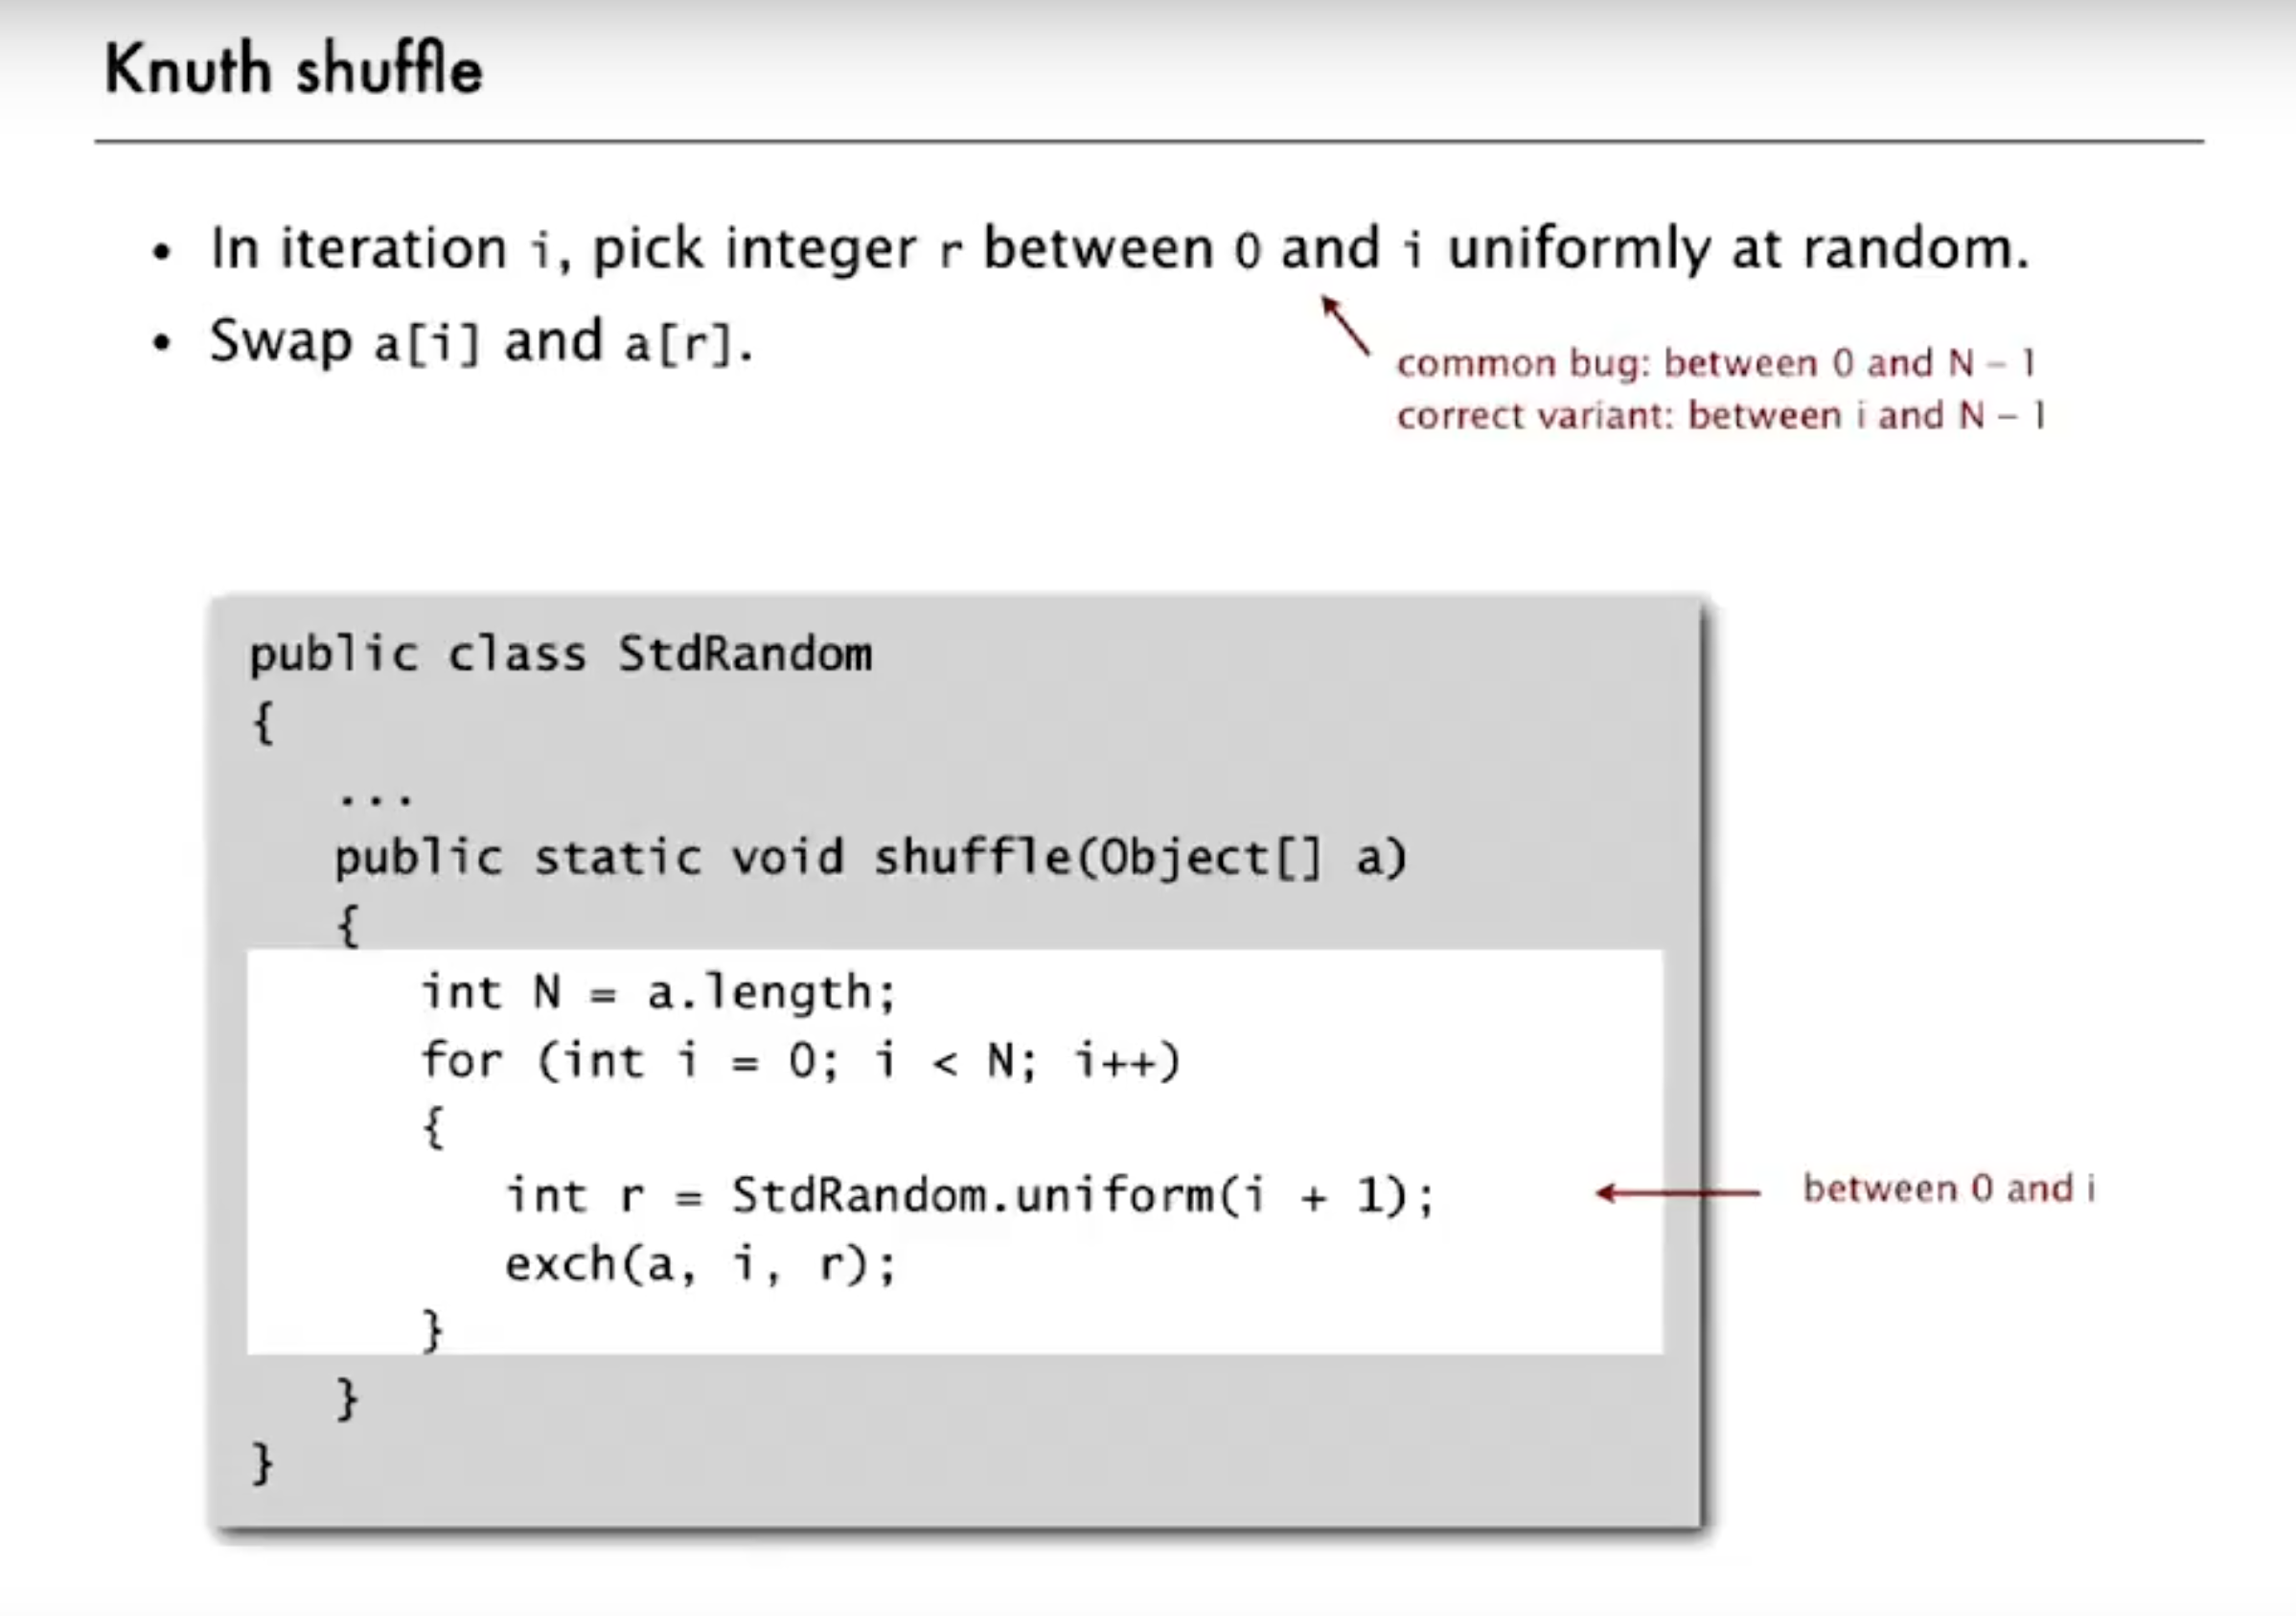 Knuth shuffle
• In iteration i, pick integer r between 0 and i uniformly at random.
• Swap a[i] and a[r].
common bug: between 0 and N – 1
correct variant: between i and N – 1
public class StdRandom
{
...
public static void shuffle(Object[] a)
{
int N = a.length;
for (int i = 0; i < N; i++)
{
int r = StdRandom.uniform(i + 1);
between 0 and i
exch(a, i, r);
}
}
}